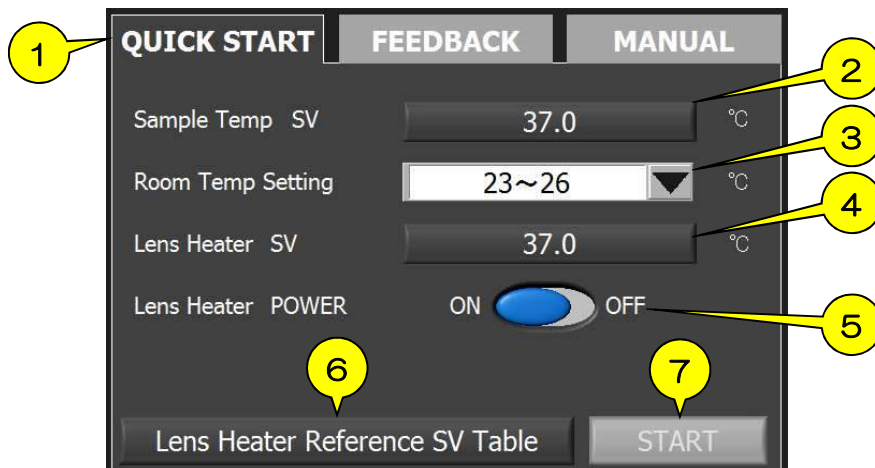 1 QUICK START FEEDBACK MANUAL
2
Sample Temp SV 37.0 ℃
3
Room Temp Setting 23～26 ℃
4
Lens Heater SV 37.0 ℃
Lens Heater POWER ON OFF
5
6 7
Lens Heater Reference SV Table START